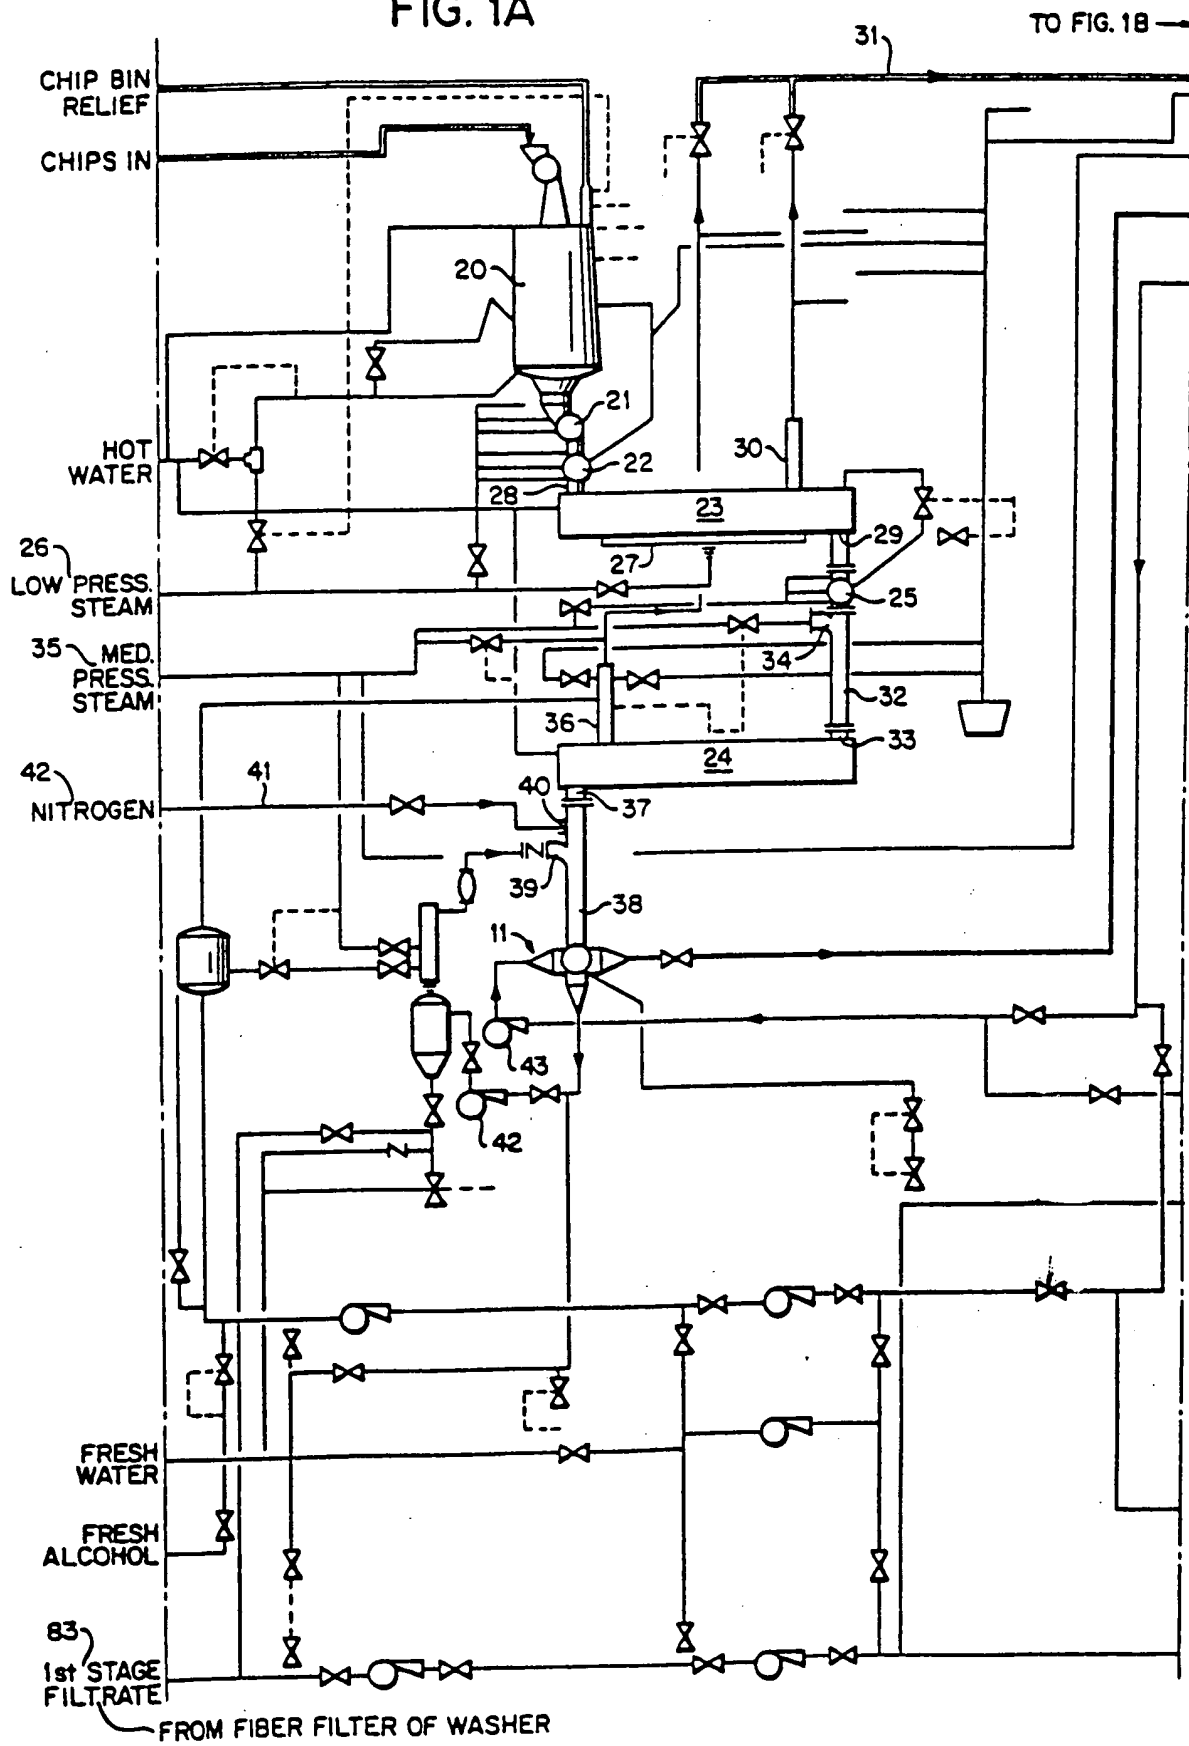 FIG. 1A
TO FIG. 1B
31
CHIP BIN
RELIEF
CHIPS IN
20
21
22
HOT
WATER
30
28
23
29
27
26
LOW PRESS.
STEAM
25
35
MED.
PRESS.
STEAM
34
32
36
33
24
42
NITROGEN
41
40
37
39
38
11
43
42
FRESH
WATER
FRESH
ALCOHOL
83
1st STAGE
FILTRATE
FROM FIBER FILTER OF WASHER